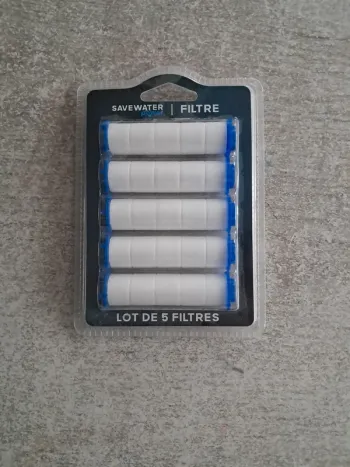 SAVEWATER | FILTRE
LOT DE 5 FILTRES